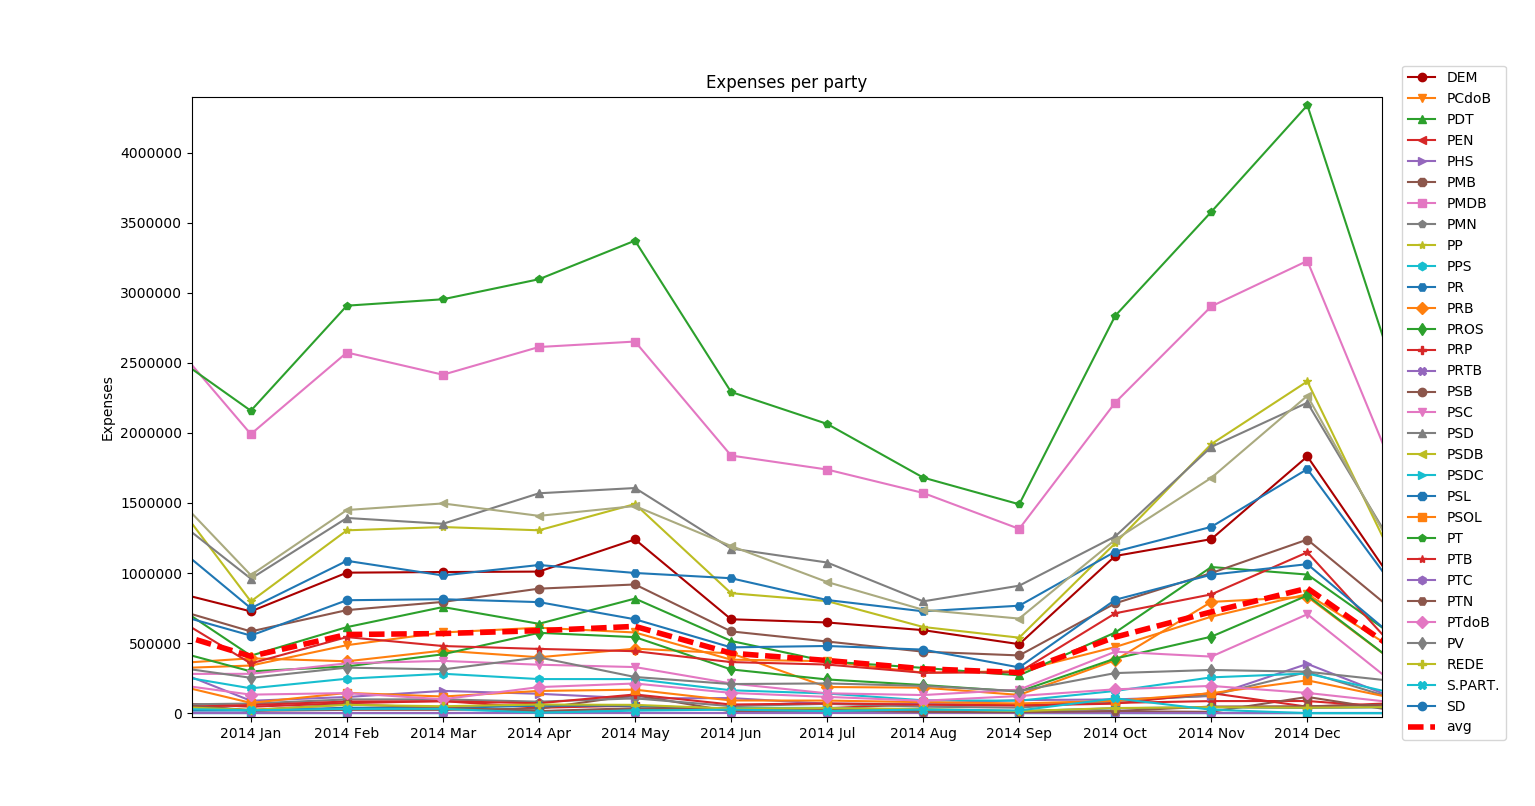 Expenses per party
Expenses
4000000
3500000
3000000
2500000
2000000
1500000
1000000
500000
0
2014 Jan
2014 Feb
2014 Mar
2014 Apr
2014 May
2014 Jun
2014 Jul
2014 Aug
2014 Sep
2014 Oct
2014 Nov
2014 Dec
DEM
PCdoB
PDT
PEN
PHS
PMB
PMDB
PMN
PP
PPS
PR
PRB
PROS
PRP
PRTB
PSB
PSC
PSD
PSDB
PSDC
PSL
PSOL
PT
PTB
PTC
PTN
PTdoB
PV
REDE
S.PART.
SD
avg